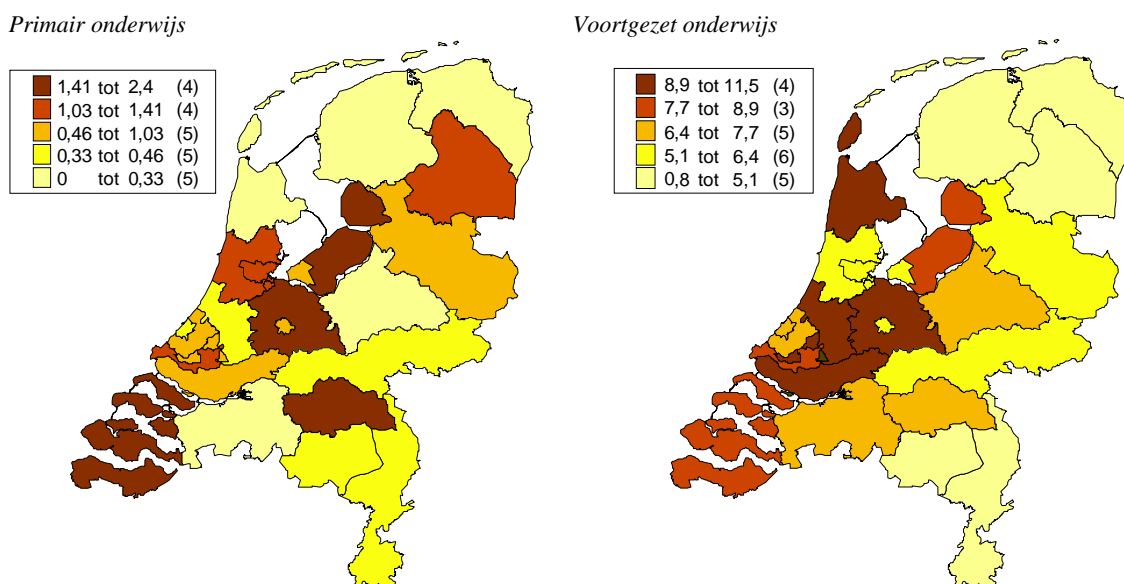 Primair onderwijs
1,41 tot 2,4 (4)
1,03 tot 1,41 (4)
0,46 tot 1,03 (5)
0,33 tot 0,46 (5)
0 tot 0,33 (5)
Voortgezet onderwijs
8,9 tot 11,5 (4)
7,7 tot 8,9 (3)
6,4 tot 7,7 (5)
5,1 tot 6,4 (6)
0,8 tot 5,1 (5)